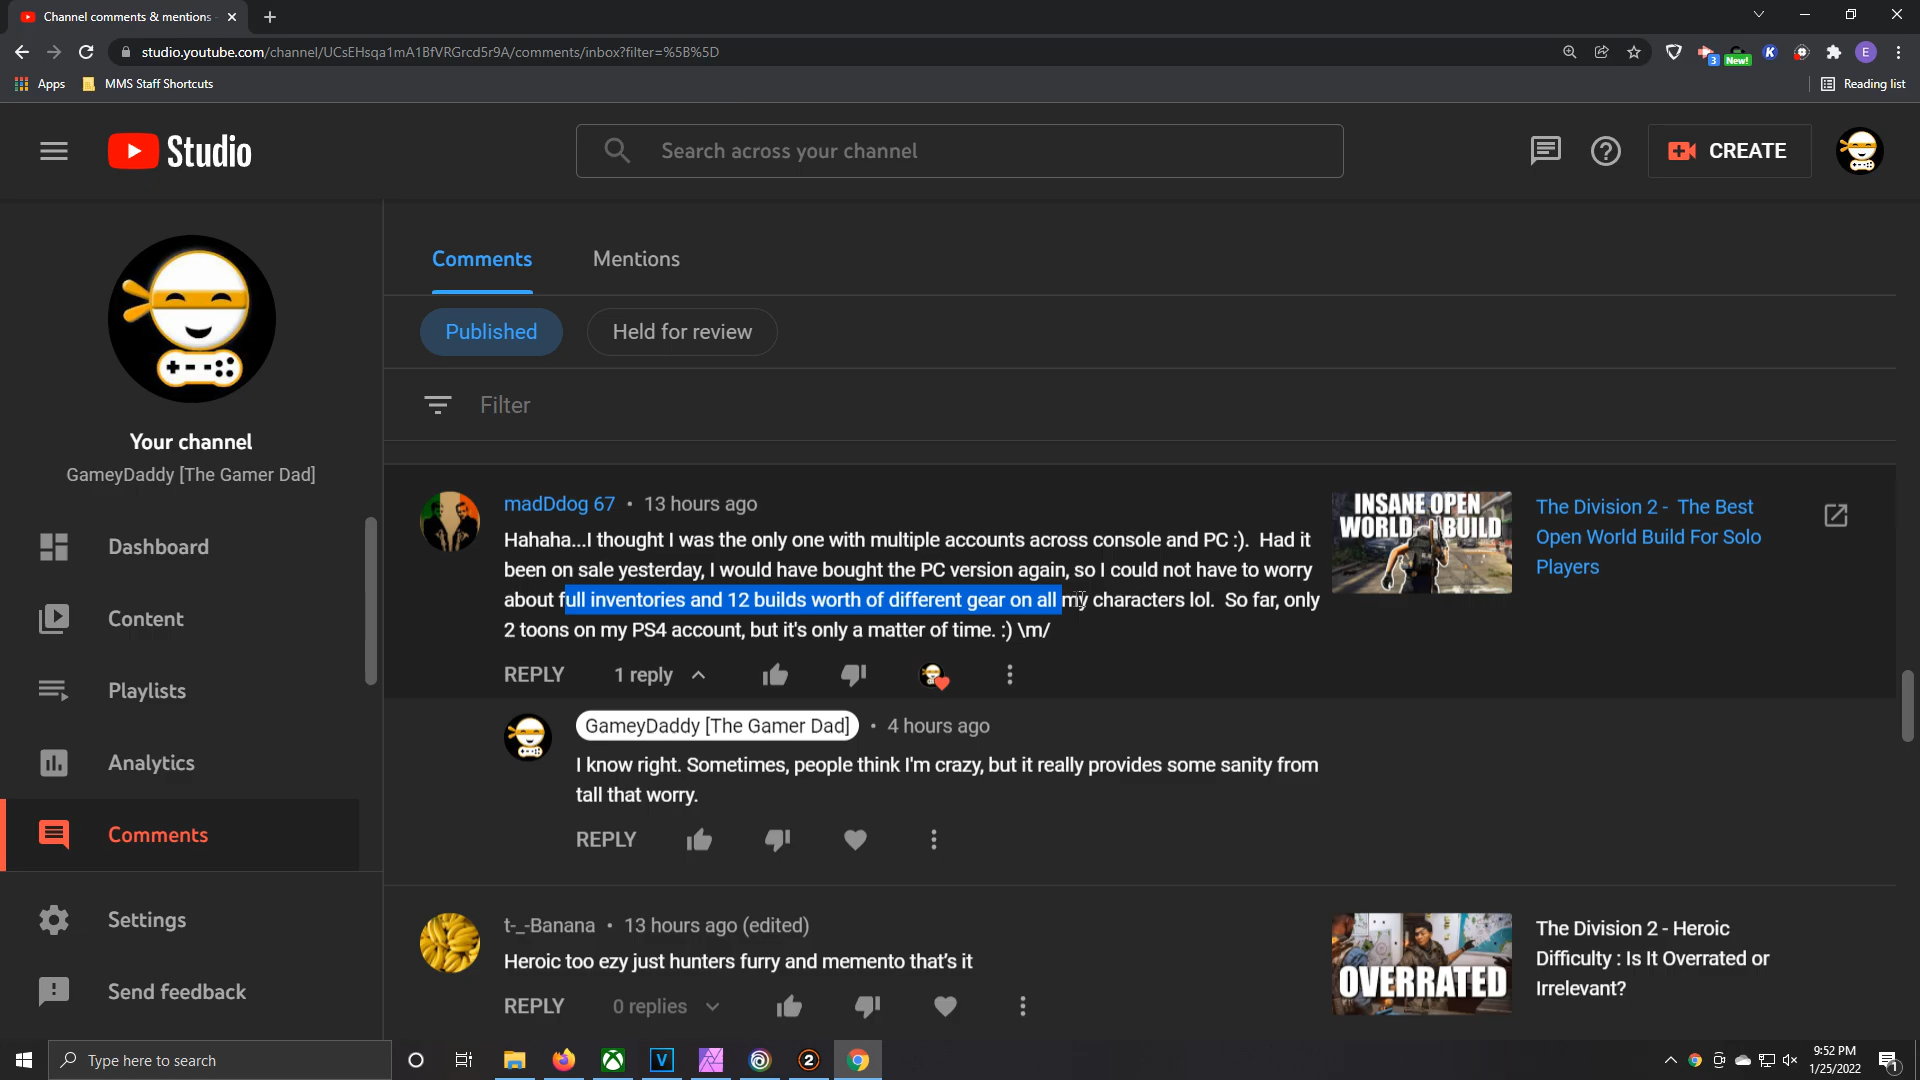 Channel comments & mentions -
studio.youtube.com/channel/UCsEHsqa1mA1BfVRGrcd5r9A/comments/inbox?filter=%5B%5D
3
New!
K
E
Apps
MMS Staff Shortcuts
Reading list
Studio
Search across your channel
CREATE
Your channel
GameyDaddy [The Gamer Dad]
Dashboard
Content
Playlists
Analytics
Comments
Settings
Send feedback
Comments
Mentions
Published
Held for review
Filter
madDdog 67 • 13 hours ago
Hahaha...I thought I was the only one with multiple accounts across console and PC :). Had it
been on sale yesterday, I would have bought the PC version again, so I could not have to worry
about full inventories and 12 builds worth of different gear on all my characters lol. So far, only
2 toons on my PS4 account, but it's only a matter of time. :) \m/
REPLY
1 reply
INSANE OPEN
WORLD BUILD
The Division 2 - The Best
Open World Build For Solo
Players
GameyDaddy [The Gamer Dad] • 4 hours ago
I know right. Sometimes, people think I'm crazy, but it really provides some sanity from
tall that worry.
REPLY
t-_-Banana • 13 hours ago (edited)
Heroic too ezy just hunters furry and memento that's it
REPLY
0 replies
OVERRATED
The Division 2 - Heroic
Difficulty : Is It Overrated or
Irrelevant?
Type here to search
V
2
9:52 PM
1/25/2022
1